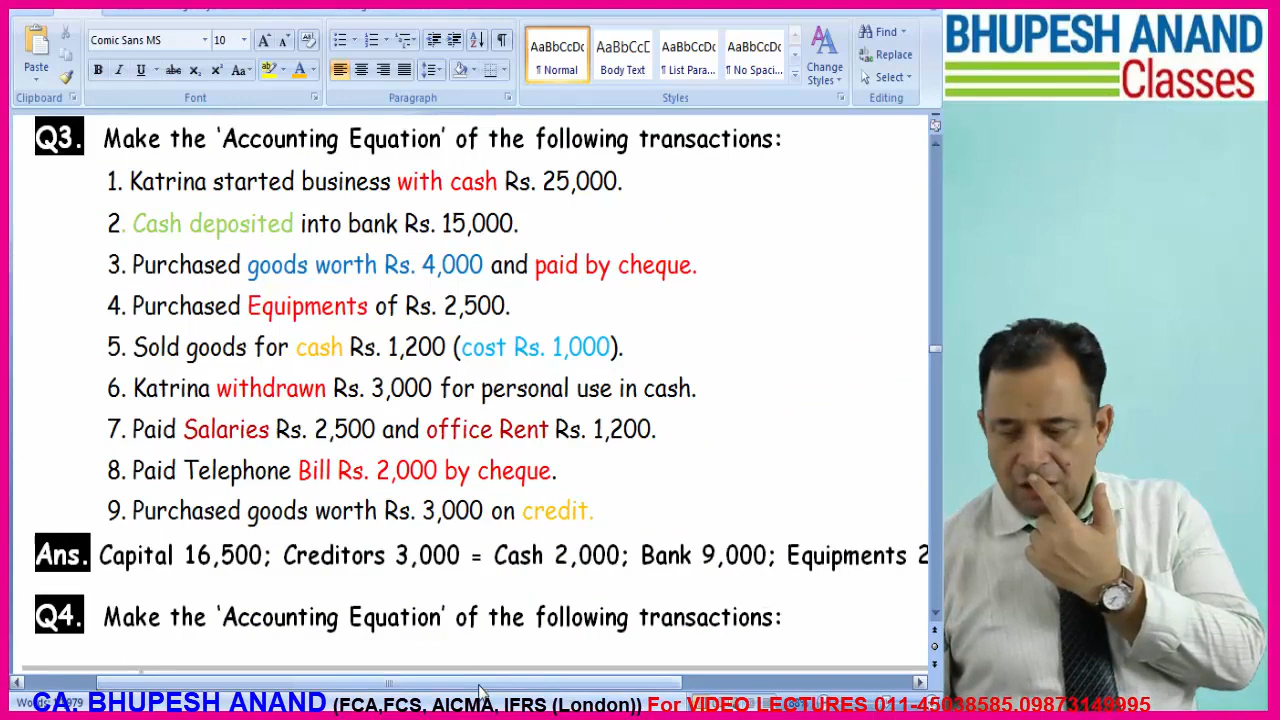 BHUPESH ANAND
Classes
Comic Sans MS
10
Paste
Clipboard
Font
Paragraph
AaBbCcDc
¶ Normal
Body Text
AaBbCcDc
¶ List Para...
AaBbCcDc
¶ No Spaci...
Styles
Change
Styles
Find
Replace
Select
Editing
Q3. Make the ‘Accounting Equation’ of the following transactions:
1. Katrina started business with cash Rs. 25,000.
2. Cash deposited into bank Rs. 15,000.
3. Purchased goods worth Rs. 4,000 and paid by cheque.
4. Purchased Equipments of Rs. 2,500.
5. Sold goods for cash Rs. 1,200 (cost Rs. 1,000).
6. Katrina withdrawn Rs. 3,000 for personal use in cash.
7. Paid Salaries Rs. 2,500 and office Rent Rs. 1,200.
8. Paid Telephone Bill Rs. 2,000 by cheque.
9. Purchased goods worth Rs. 3,000 on credit.
Ans. Capital 16,500; Creditors 3,000 = Cash 2,000; Bank 9,000; Equipments 2
Q4. Make the ‘Accounting Equation’ of the following transactions:
CA. BHUPESH ANAND (FCA,FCS, AICMA, IFRS (London)) For VIDEO LECTURES 011-45038585,09873149995